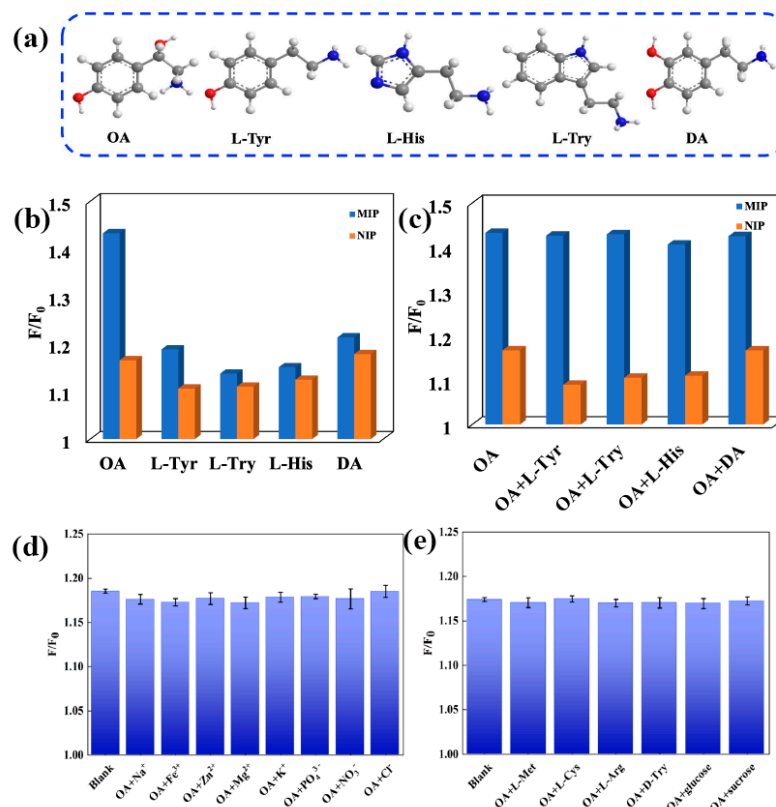 (a)
OA L-Tyr L-His L-Try DA
(b)
1.5
1.4
1.3
1.2
1.1
1
F/F₀
MIP
NIP
OA L-Tyr L-Try L-His DA
(c)
1.5
1.4
1.3
1.2
1.1
1
F/F₀
MIP
NIP
OA OA+L-Tyr OA+L-Try OA+L-His OA+DA
(d)
1.25
1.20
1.15
1.10
1.05
1.00
F/F₀
Blank OA+Na⁺ OA+Fe³⁺ OA+Zn²⁺ OA+Mg²⁺ OA+K⁺ OA+PO₄³⁻ OA+NO₃⁻ OA+Cl⁻
(e)
1.25
1.20
1.15
1.10
1.05
1.00
F/F₀
Blank OA+L-Met OA+L-Cys OA+L-Arg OA+D-Try OA+glucose OA+sucrose